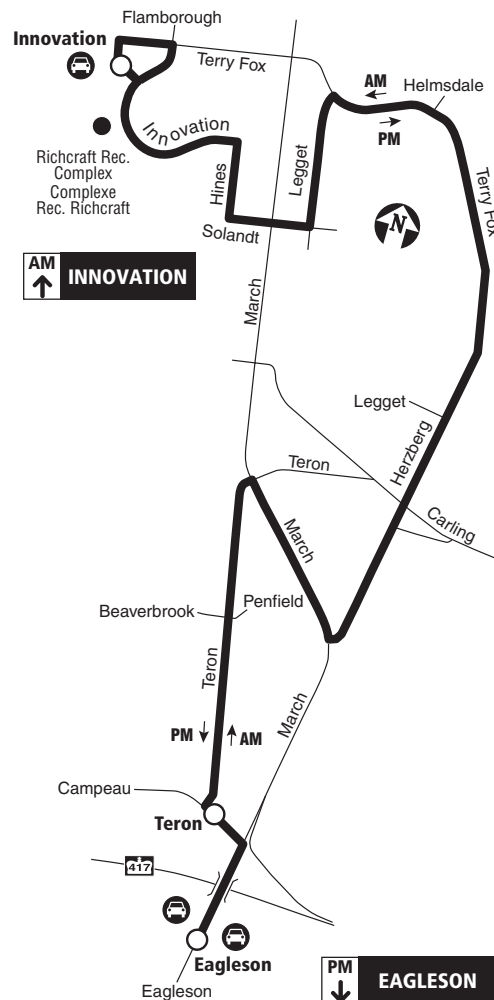 Flamborough
Innovation
Terry Fox
AM
Helmsdale
PM
Innovation
Richcraft Rec.
Complex
Complexe
Rec. Richcraft
Hines
Legget
Terry Fox
N
Solandt
AM
INNOVATION
March
Legget
Herzberg
Teron
Carling
March
Beaverbrook
Penfield
Teron
March
PM
AM
Campeau
Teron
417
Eagleson
Eagleson
PM
EAGLESON